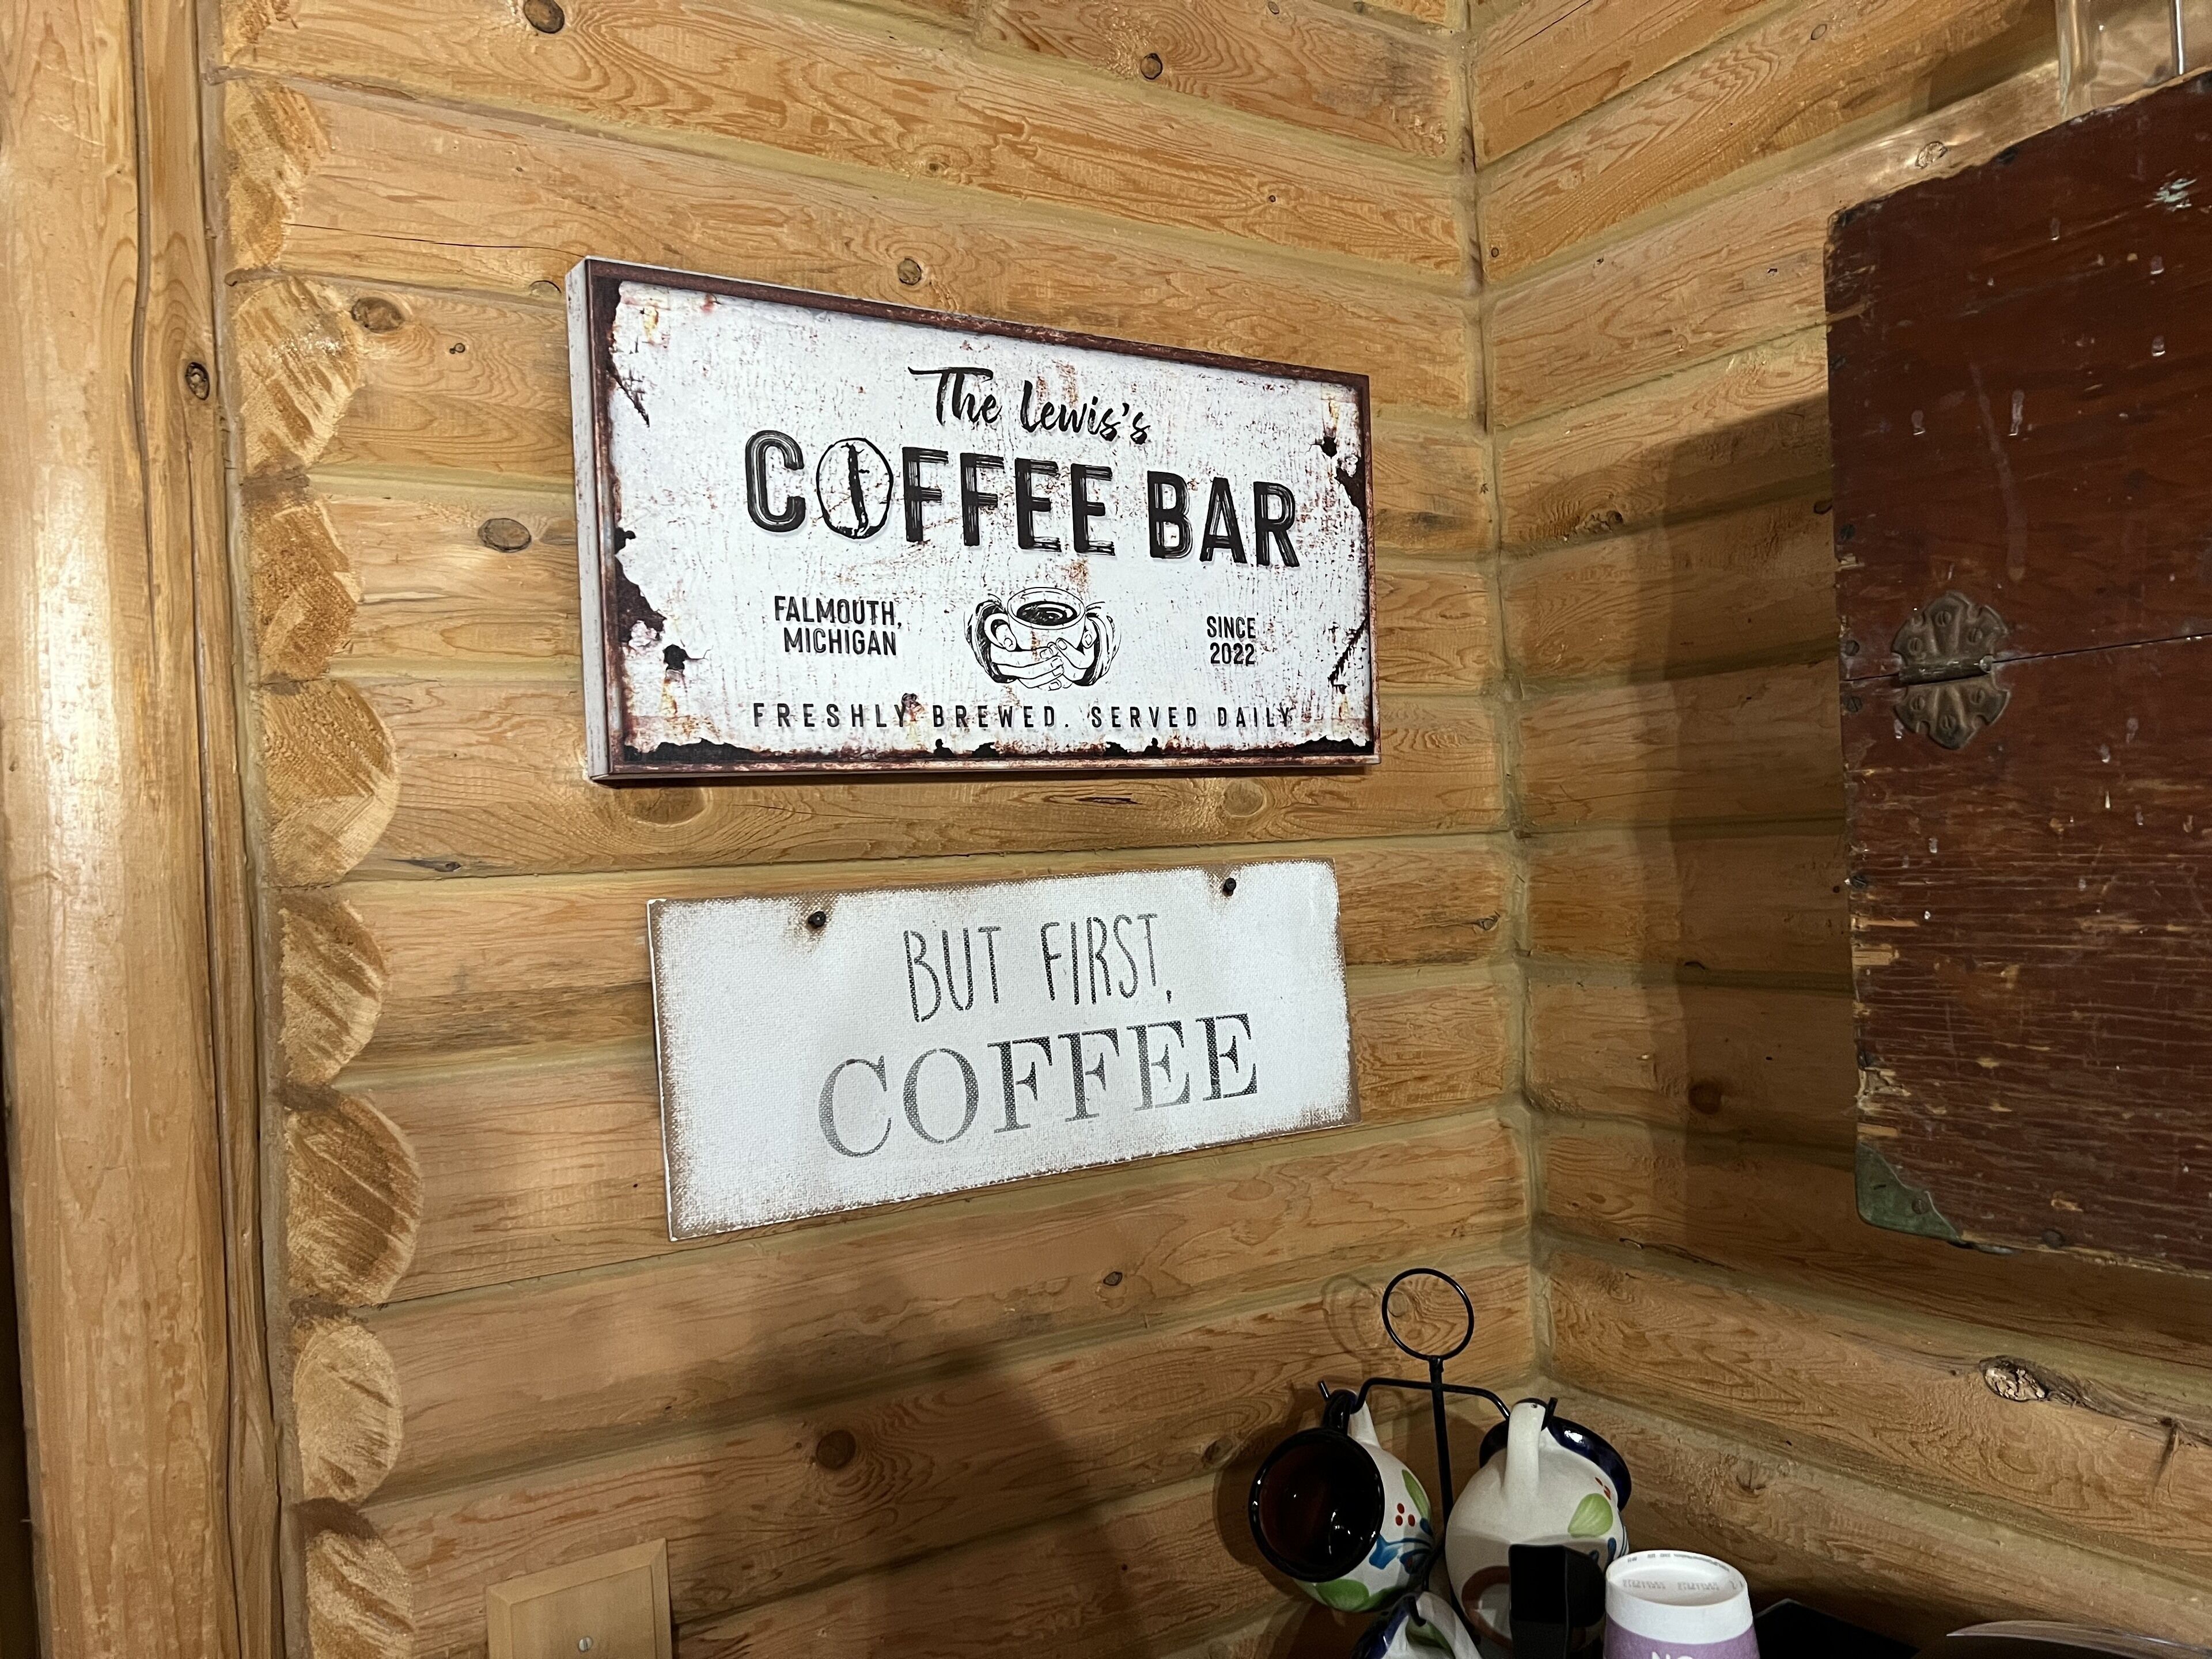 The Lewis's
COFFEE BAR
FALMOUTH,
MICHIGAN
SINCE
2022
FRESHLY BREWED. SERVED DAILY
BUT FIRST,
COFFEE